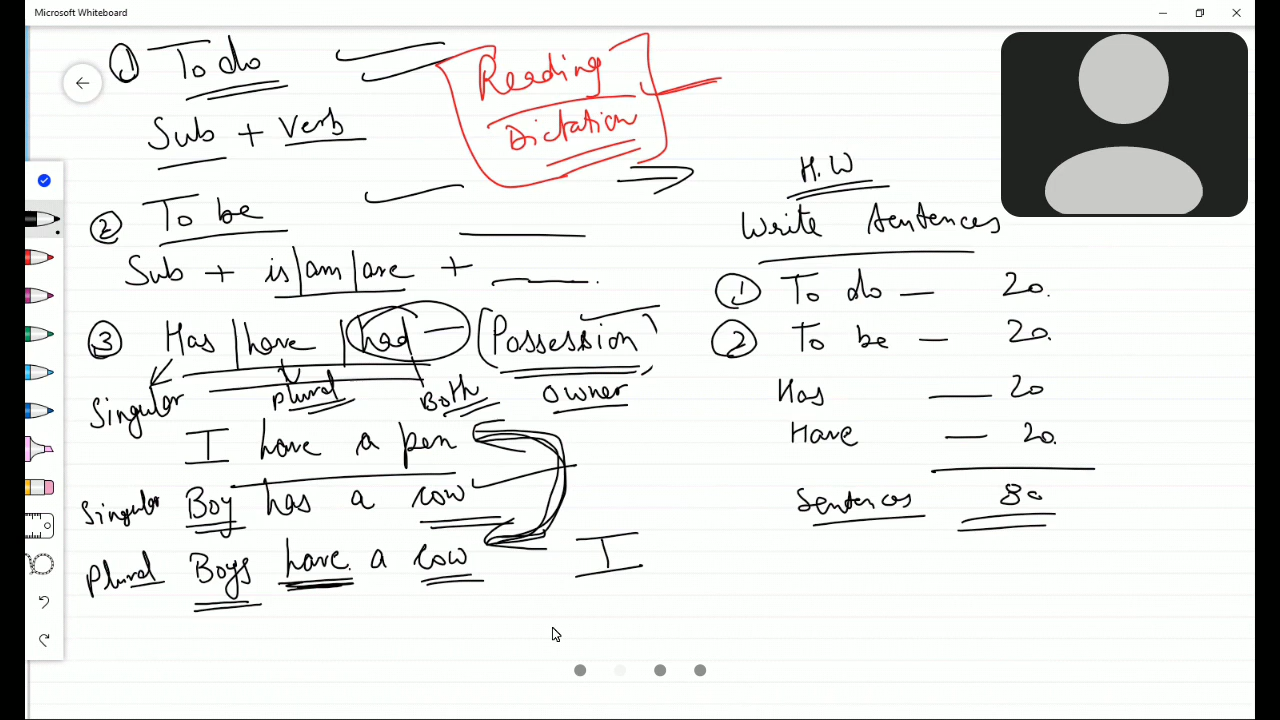 Microsoft Whiteboard
① To do
Sub + Verb
Reading
Dictation
② To be
Sub + is/am/are +
③ Has/have/had — (Possession)
Singular Plural Both owner
I have a pen
Singular Boy has a cow
Plural Boys have a cow
I
H.W
Write Sentences
① To do — 20.
② To be — 20.
Has — 20
Have — 20.
Sentences 80